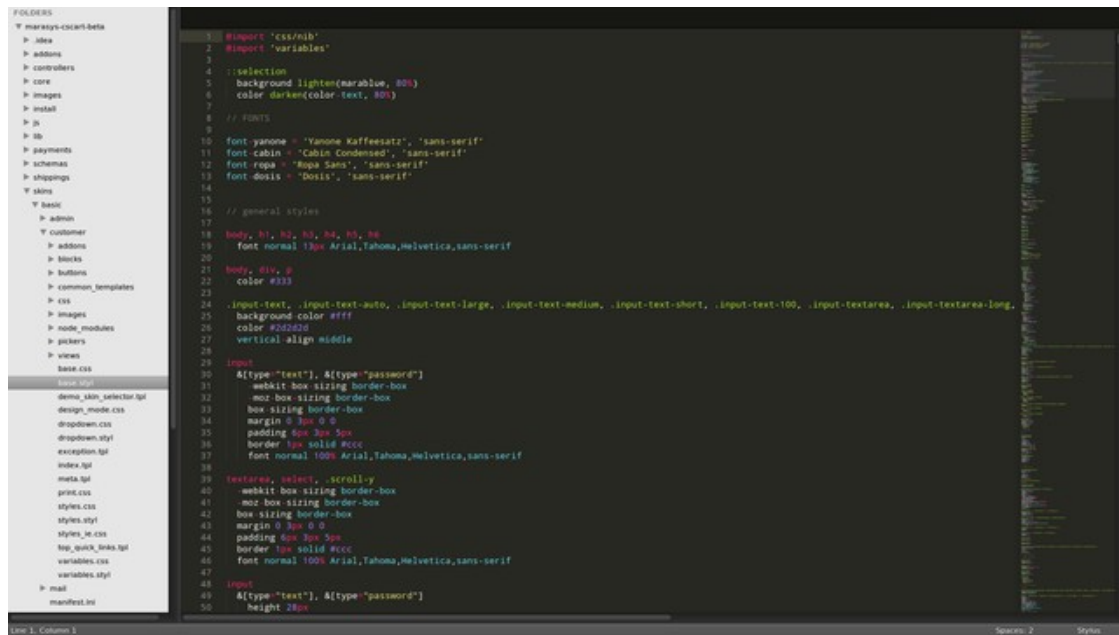 FOLDERS
marasys-cscart-beta
.idea
addons
controllers
core
images
install
js
lib
payments
schemas
shippings
skins
basic
admin
customer
addons
blocks
buttons
common_templates
css
images
node_modules
pickers
views
base.css
base.styl
demo_skin_selector.tpl
design_mode.css
dropdown.css
dropdown.styl
exception.tpl
index.tpl
meta.tpl
print.css
styles.css
styles.styl
styles_ie.css
top_quick_links.tpl
variables.css
variables.styl
mail
manifest.ini
1 @import 'css/nib'
2 @import 'variables'
3
4 ::selection
5 background lighten(marablue, 80%)
6 color darken(color-text, 80%)
7
8 // FONTS
9
10 font-yanone = 'Yanone Kaffeesatz', 'sans-serif'
11 font-cabin = 'Cabin Condensed', 'sans-serif'
12 font-ropa = 'Ropa Sans', 'sans-serif'
13 font-dosis = 'Dosis', 'sans-serif'
14
15
16 // general styles
17
18 body, h1, h2, h3, h4, h5, h6
19 font normal 13px Arial,Tahoma,Helvetica,sans-serif
20
21 body, div, p
22 color #333
23
24 .input-text, .input-text-auto, .input-text-large, .input-text-medium, .input-text-short, .input-text-100, .input-textarea, .input-textarea-long,
25 background-color #fff
26 color #2d2d2d
27 vertical-align middle
28
29 input
30 &[type="text"], &[type="password"]
31 -webkit-box-sizing border-box
32 -moz-box-sizing border-box
33 box-sizing border-box
34 margin 0 3px 0 0
35 padding 6px 3px 5px
36 border 1px solid #ccc
37 font normal 100% Arial,Tahoma,Helvetica,sans-serif
38
39 textarea, select, .scroll-y
40 -webkit-box-sizing border-box
41 -moz-box-sizing border-box
42 box-sizing border-box
43 margin 0 3px 0 0
44 padding 6px 3px 5px
45 border 1px solid #ccc
46 font normal 100% Arial,Tahoma,Helvetica,sans-serif
47
48 input
49 &[type="text"], &[type="password"]
50 height 28px
Line 1, Column 1
Spaces: 2
Stylus